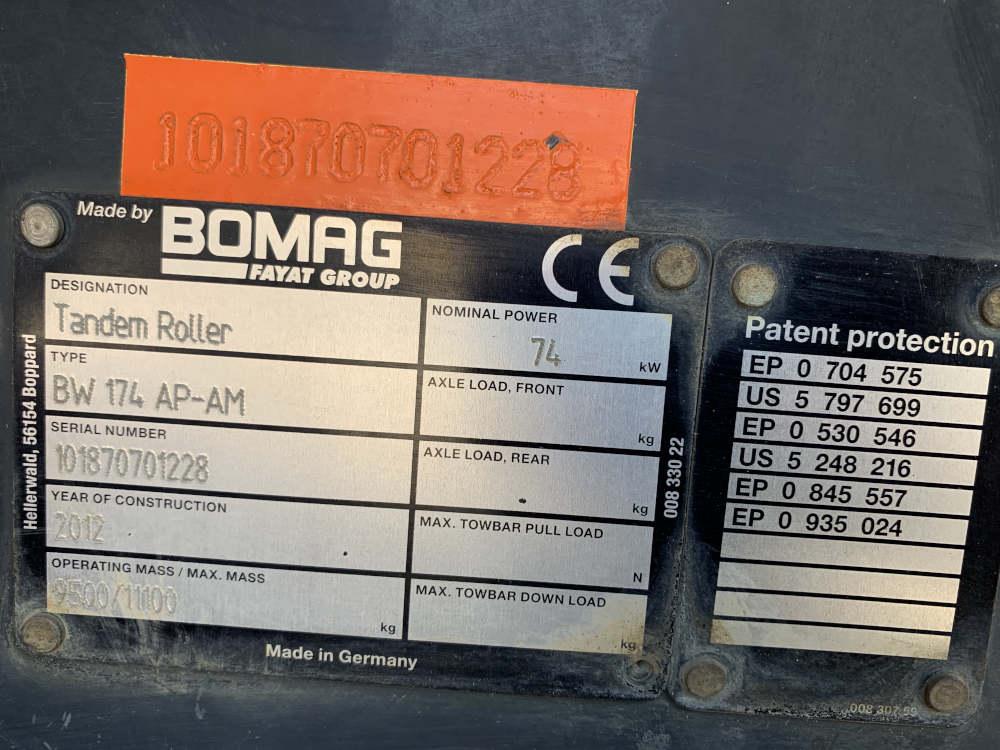 101870701228
Made by
BOMAG
FAYAT GROUP
CE
DESIGNATION
Tandem Roller
TYPE
BW 174 AP-AM
SERIAL NUMBER
101870701228
YEAR OF CONSTRUCTION
2012
OPERATING MASS / MAX. MASS
9500/11100
kg
NOMINAL POWER
74
kW
AXLE LOAD, FRONT
kg
AXLE LOAD, REAR
kg
MAX. TOWBAR PULL LOAD
N
MAX. TOWBAR DOWN LOAD
kg
Hellerwald, 56154 Boppard
008 330 22
Made in Germany
Patent protection
EP 0 704 575
US 5 797 699
EP 0 530 546
US 5 248 216
EP 0 845 557
EP 0 935 024
008 307 59